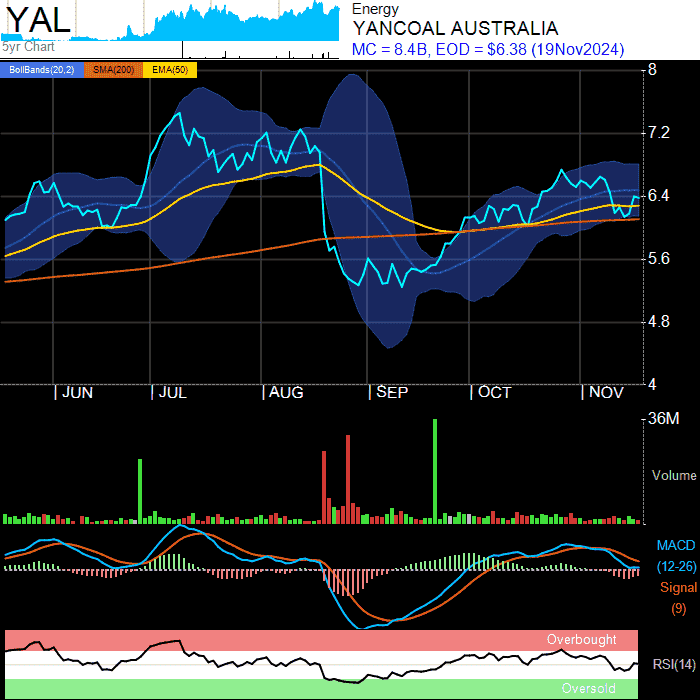 YAL
5yr Chart
Energy
YANCOAL AUSTRALIA
MC = 8.4B, EOD = $6.38 (19Nov2024)
BollBands(20,2) SMA(200) EMA(50)
8
7.2
6.4
5.6
4.8
4
JUN JUL AUG SEP OCT NOV
36M
Volume
MACD
(12-26)
Signal
(9)
Overbought
RSI(14)
Oversold